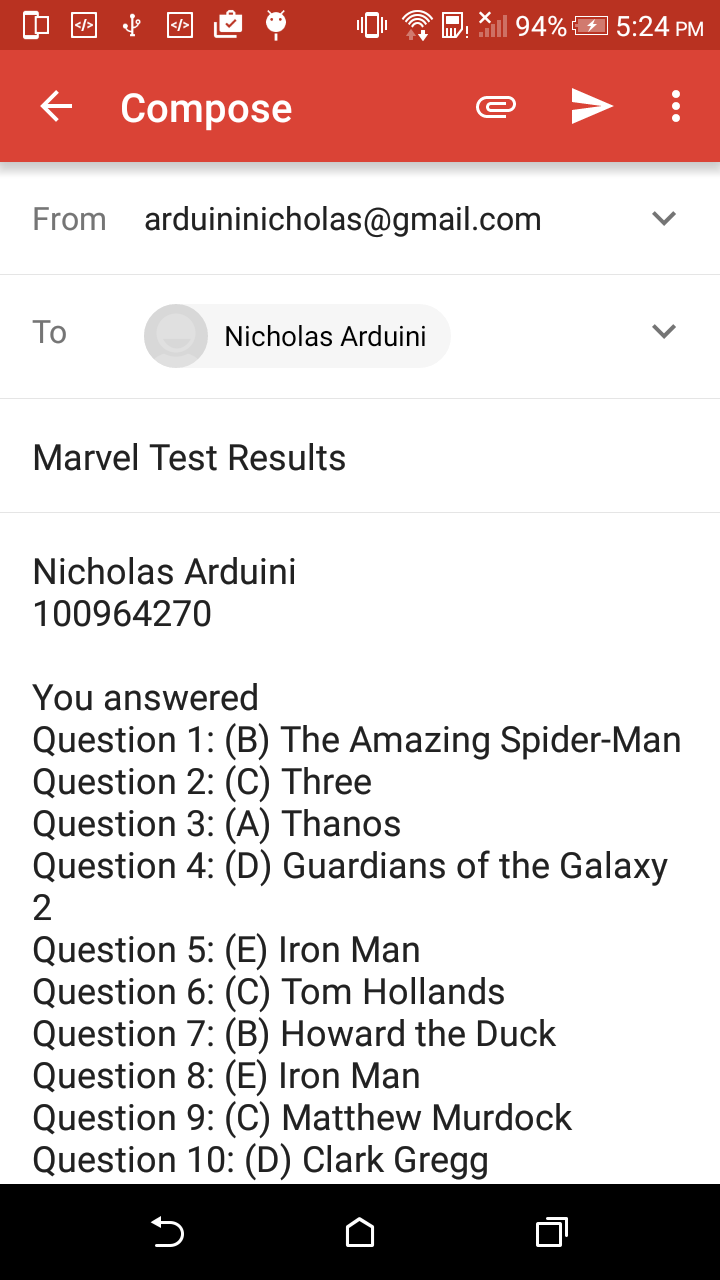 94% 5:24 PM
Compose
From arduininicholas@gmail.com
To Nicholas Arduini
Marvel Test Results
Nicholas Arduini
100964270
You answered
Question 1: (B) The Amazing Spider-Man
Question 2: (C) Three
Question 3: (A) Thanos
Question 4: (D) Guardians of the Galaxy
2
Question 5: (E) Iron Man
Question 6: (C) Tom Hollands
Question 7: (B) Howard the Duck
Question 8: (E) Iron Man
Question 9: (C) Matthew Murdock
Question 10: (D) Clark Gregg